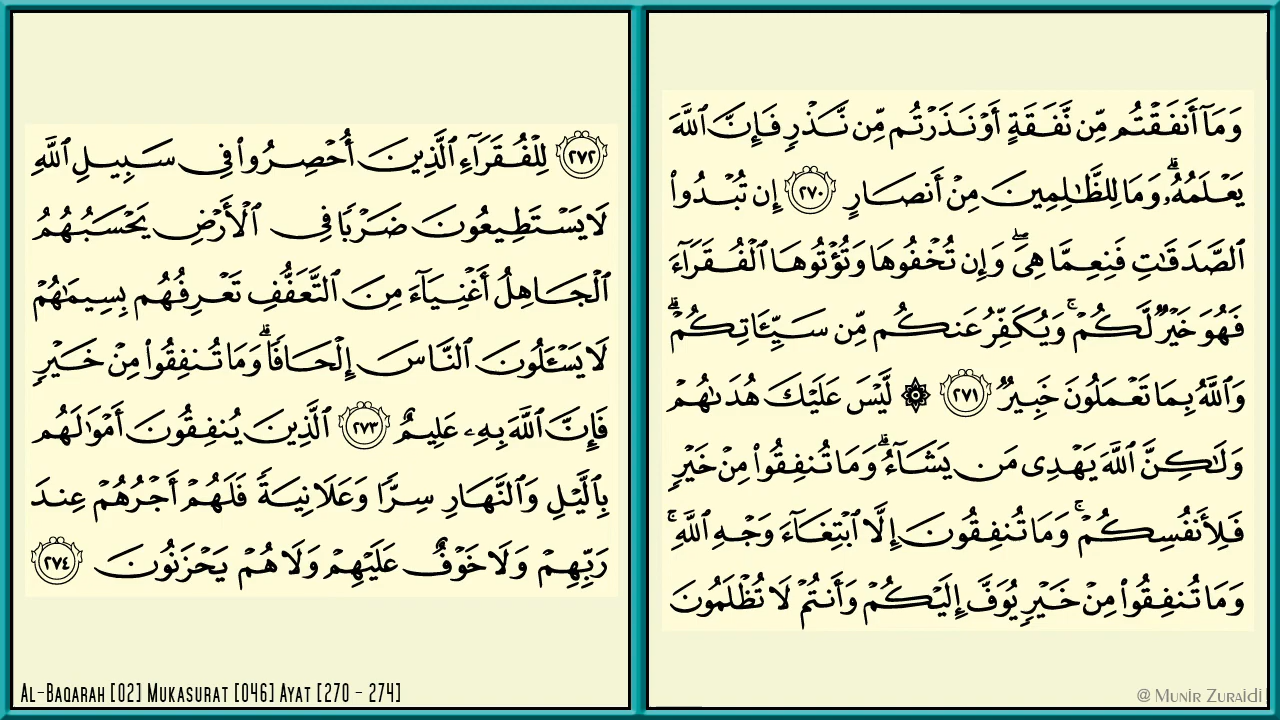 وَمَآ أَنفَقْتُم مِّن نَّفَقَةٍ أَوْ نَذَرْتُم مِّن نَّذْرٍ فَإِنَّ ٱللَّهَ
يَعْلَمُهُۥ ۗ وَمَا لِلظَّٰلِمِينَ مِنْ أَنصَارٍ ٢٧٠ إِن تُبْدُوا۟
ٱلصَّدَقَٰتِ فَنِعِمَّا هِىَ ۖ وَإِن تُخْفُوهَا وَتُؤْتُوهَا ٱلْفُقَرَآءَ
فَهُوَ خَيْرٌ لَّكُمْ ۚ وَيُكَفِّرُ عَنكُم مِّن سَيِّـَٔاتِكُمْ ۗ
وَٱللَّهُ بِمَا تَعْمَلُونَ خَبِيرٌ ٢٧١ ۞ لَّيْسَ عَلَيْكَ هُدَىٰهُمْ
وَلَٰكِنَّ ٱللَّهَ يَهْدِى مَن يَشَآءُ ۗ وَمَا تُنفِقُوا۟ مِنْ خَيْرٍ
فَلِأَنفُسِكُمْ ۚ وَمَا تُنفِقُونَ إِلَّا ٱبْتِغَآءَ وَجْهِ ٱللَّهِ ۚ
وَمَا تُنفِقُوا۟ مِنْ خَيْرٍ يُوَفَّ إِلَيْكُمْ وَأَنتُمْ لَا تُظْلَمُونَ
٢٧٢ لِلْفُقَرَآءِ ٱلَّذِينَ أُحْصِرُوا۟ فِى سَبِيلِ ٱللَّهِ
لَا يَسْتَطِيعُونَ ضَرْبًا فِى ٱلْأَرْضِ يَحْسَبُهُمُ
ٱلْجَاهِلُ أَغْنِيَآءَ مِنَ ٱلتَّعَفُّفِ تَعْرِفُهُم بِسِيمَٰهُمْ
لَا يَسْـَٔلُونَ ٱلنَّاسَ إِلْحَافًا ۗ وَمَا تُنفِقُوا۟ مِنْ خَيْرٍ
فَإِنَّ ٱللَّهَ بِهِۦ عَلِيمٌ ٢٧٣ ٱلَّذِينَ يُنفِقُونَ أَمْوَٰلَهُم
بِٱلَّيْلِ وَٱلنَّهَارِ سِرًّا وَعَلَانِيَةً فَلَهُمْ أَجْرُهُمْ عِندَ
رَبِّهِمْ وَلَا خَوْفٌ عَلَيْهِمْ وَلَا هُمْ يَحْزَنُونَ ٢٧٤
Al-Baqarah [02] Mukasurat [046] Ayat [270 - 274]
@ Munir Zuraidi